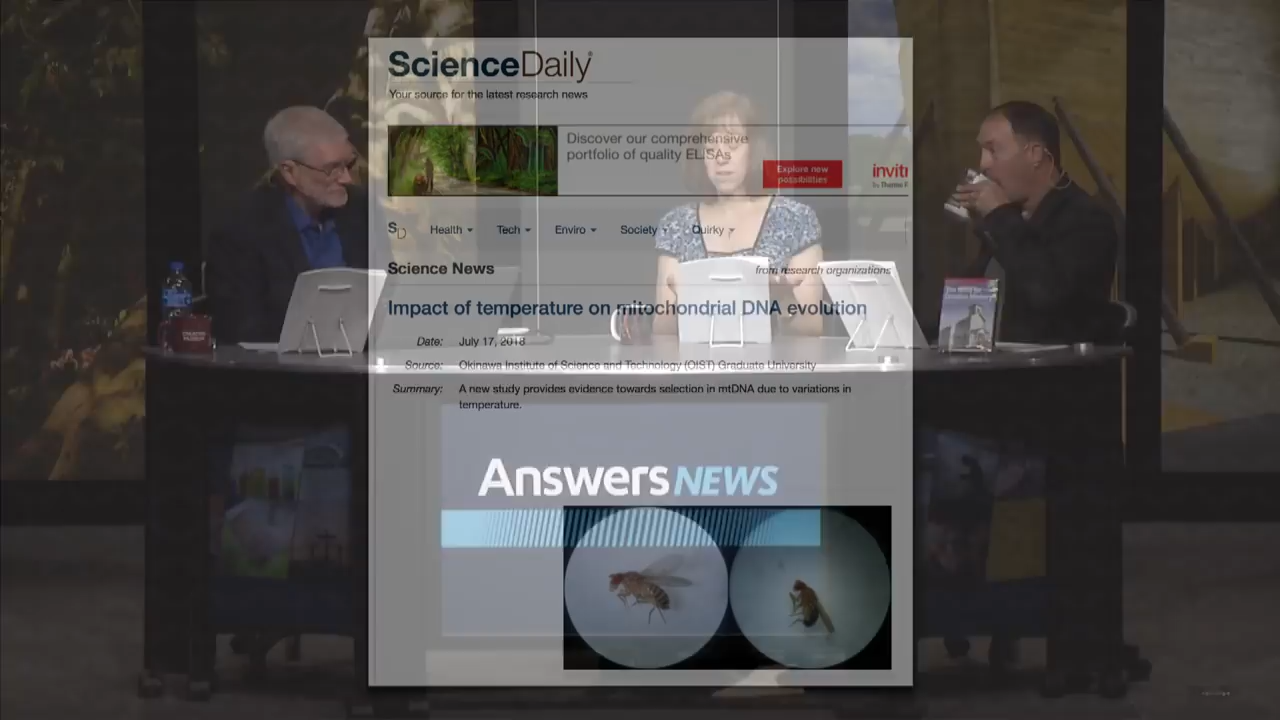 ScienceDaily
Your source for the latest research news
Discover our comprehensive
portfolio of quality ELISAs
Explore new
possibilities
SD
Health
Tech
Enviro
Society
Quirky
Science News
from research organizations
Impact of temperature on mitochondrial DNA evolution
Date: July 17, 2018
Source: Okinawa Institute of Science and Technology (OIST) Graduate University
Summary: A new study provides evidence towards selection in mtDNA due to variations in
temperature.
ANSWERS NEWS